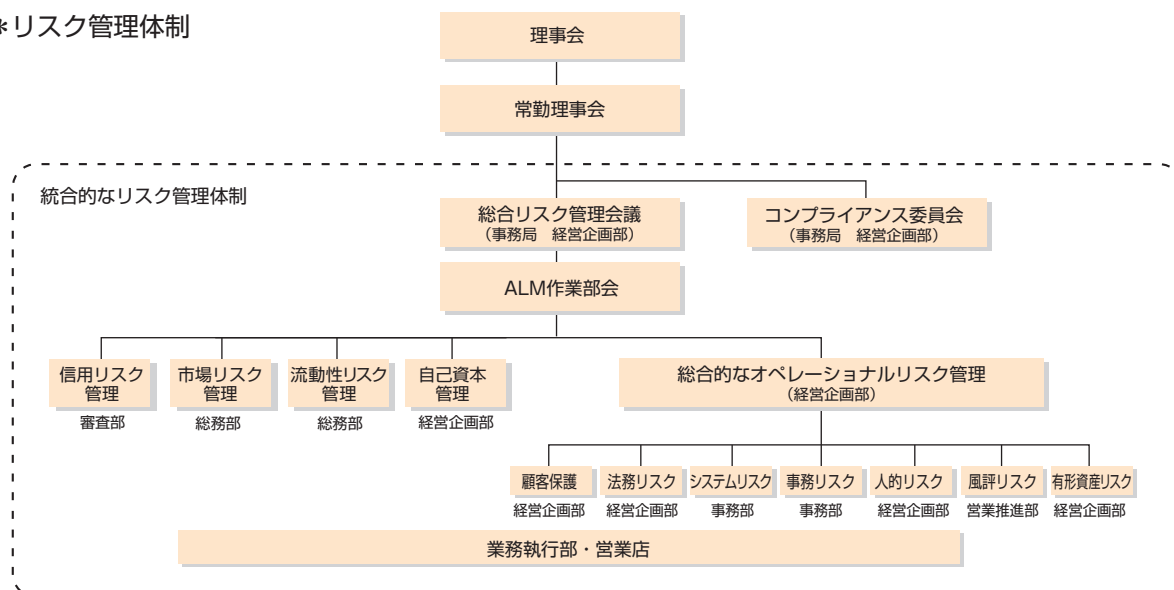 *リスク管理体制
理事会
常勤理事会
統合的なリスク管理体制
総合リスク管理会議
（事務局　経営企画部）
コンプライアンス委員会
（事務局　経営企画部）
ALM作業部会
信用リスク
管理
審査部
市場リスク
管理
総務部
流動性リスク
管理
総務部
自己資本
管理
経営企画部
総合的なオペレーショナルリスク管理
（経営企画部）
顧客保護
経営企画部
法務リスク
経営企画部
システムリスク
事務部
事務リスク
事務部
人的リスク
経営企画部
風評リスク
営業推進部
有形資産リスク
経営企画部
業務執行部・営業店